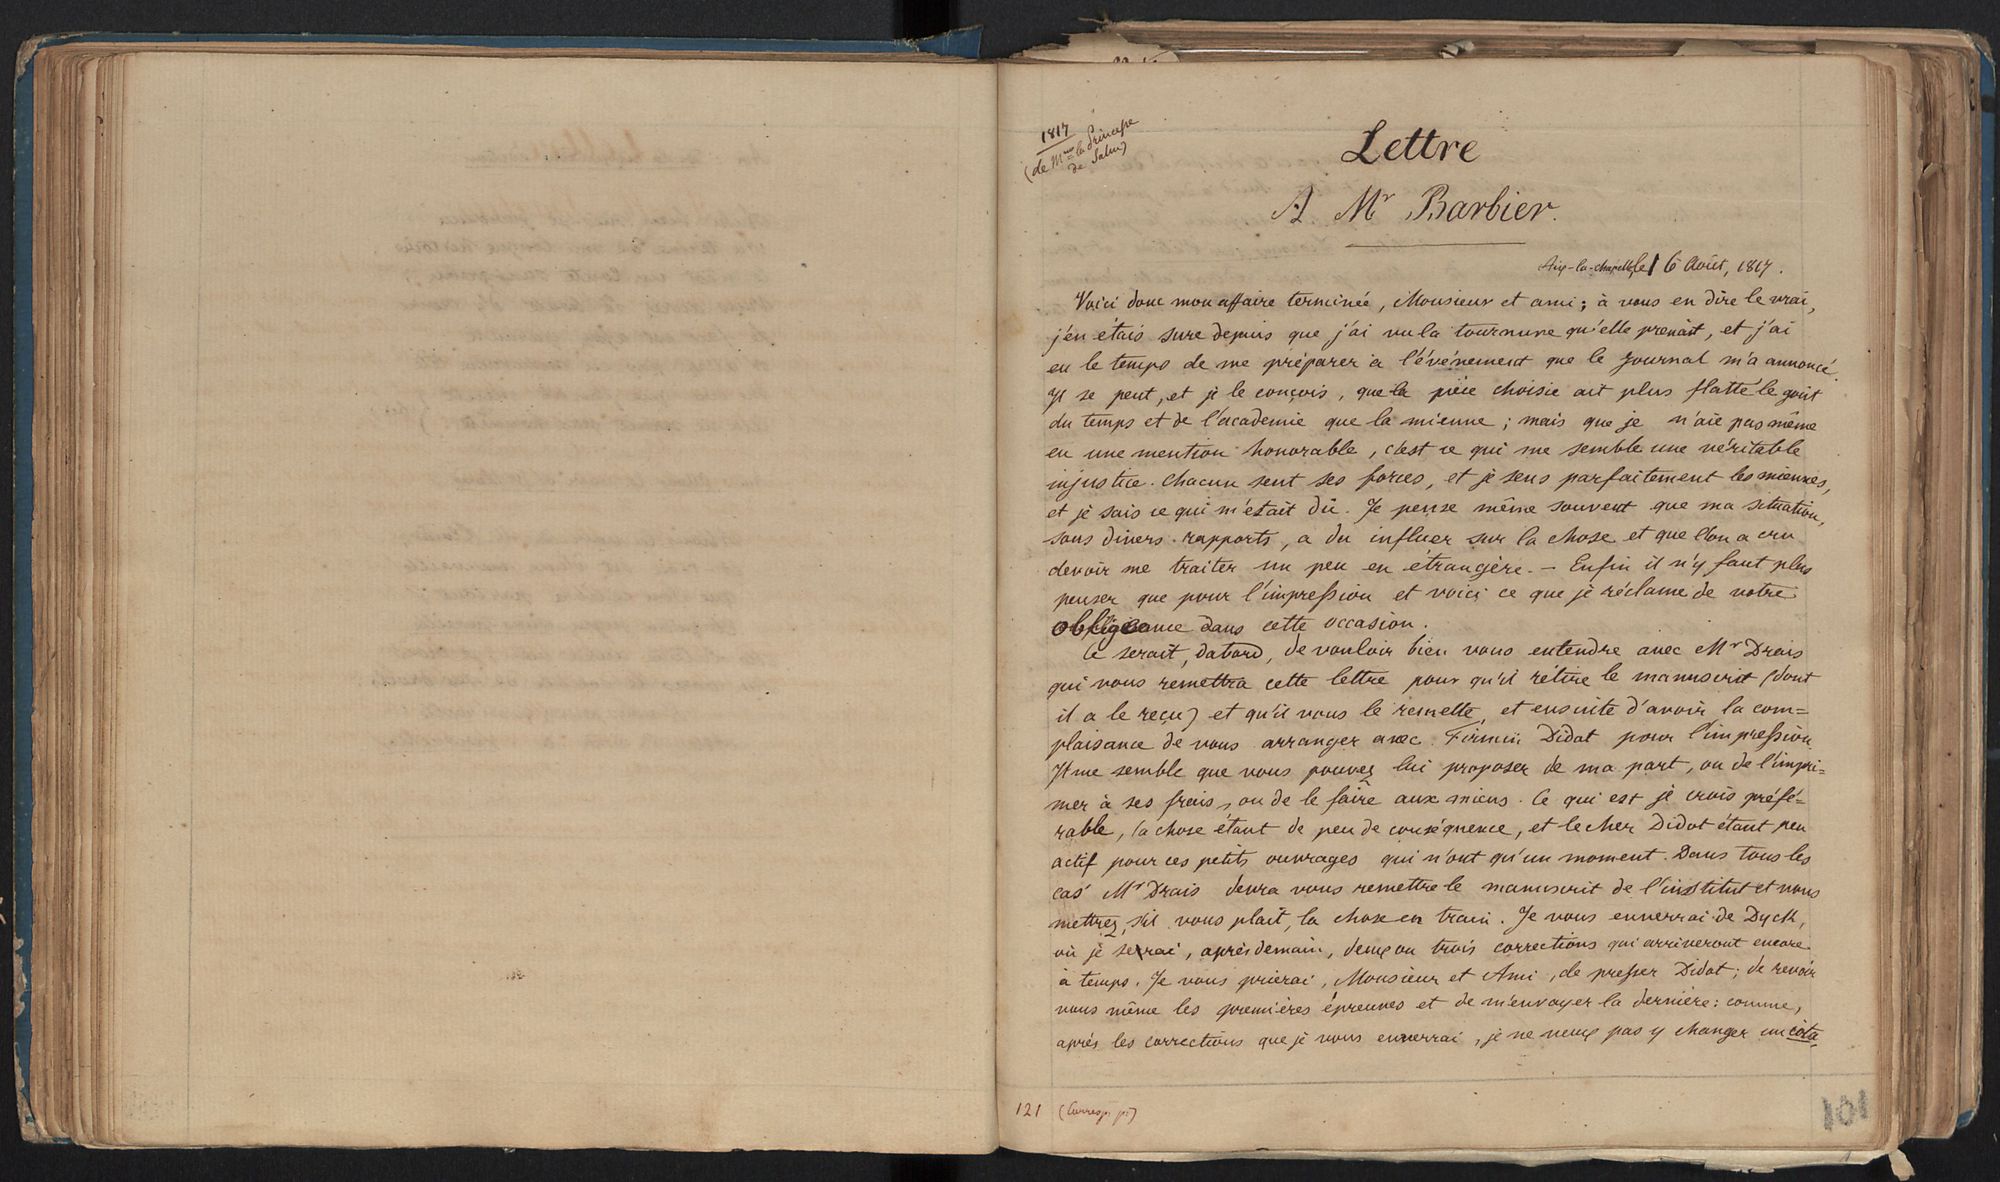 1817
(de Mme la Princesse
de Salm)
Lettre
A Mr Barbier.
Aix-la-chapelle, le 16 Août, 1817.
Voici donc mon affaire terminée, Monsieur et ami; à vous en dire le vrai,
j'en étais sure depuis que j'ai vu la tournure qu'elle prenait, et j'ai
eu le temps de me préparer à l'événement que le journal m'a annoncé.
Il se peut, et je le conçois, que la pièce choisie ait plus flatté le goût
du temps et de l'academie que la mienne; mais que je n'aie pas même
eu une mention honorable, c'est ce qui me semble une véritable
injustice. Chacun sent ses forces, et je sens parfaitement les miennes,
et je sais ce qui m'était dû. Je pense même souvent que ma situation,
sous divers rapports, a du influer sur la chose et que l'on a cru
devoir me traiter un peu en étrangère. — Enfin il n'y faut plus
penser que pour l'impression et voici ce que je réclame de votre
obligeance dans cette occasion.
Ce serait, dabord, de vouloir bien vous entendre avec Mr Drais
qui vous remettra cette lettre pour qu'il rétire le manuscrit (dont
il a le reçu) et qu'il vous le remette, et ensuite d'avoir la com=
plaisance de vous arranger avec Firmin Didot pour l'impression.
Il me semble que vous pouvez lui proposer de ma part, ou de l'impri=
mer à ses frais, ou de le faire aux miens. Ce qui est je crois préfé=
rable, la chose étant de peu de conséquence, et le cher Didot étant peu
actif pour ces petits ouvrages qui n'ont qu'un moment. Dans tous les
cas Mr Drais devra vous remettre le manuscrit de l'institut et vous
mettrez, s'il vous plait, la chose en train. Je vous enverrai de Dyck,
où je serai, après demain, deux ou trois corrections qui arriveront encore
à temps. Je vous prierai, Monsieur et Ami, de presser Didot; de revoir
vous même les premières épreuves et de m'envoyer la dernière: comme,
après les corrections que je vous enverrai, je ne veux pas y changer un iota,
121 (Corresp. pr)
101